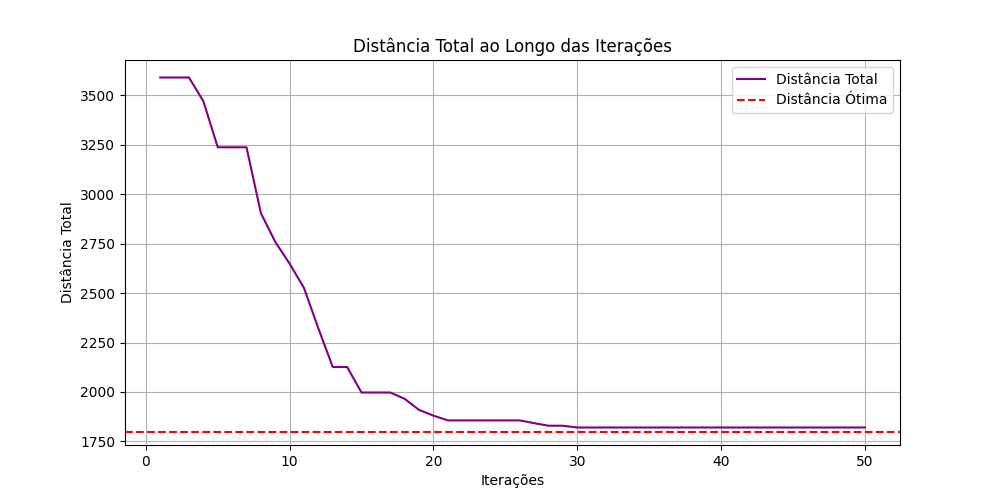 Distância Total ao Longo das Iterações
Distância Total
Distância Ótima
Distância Total
3500
3250
3000
2750
2500
2250
2000
1750
0
10
20
30
40
50
Iterações